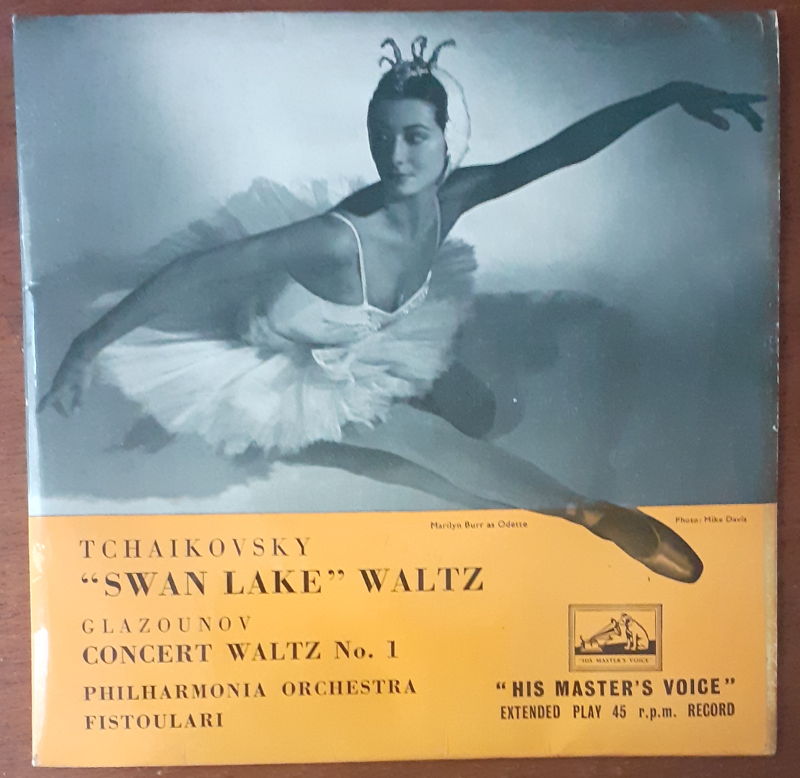 Marilyn Burr as Odette
Photo: Mike Davis
TCHAIKOVSKY
"SWAN LAKE" WALTZ
GLAZOUNOV
CONCERT WALTZ No. 1
PHILHARMONIA ORCHESTRA
FISTOULARI
"HIS MASTER'S VOICE"
"HIS MASTER'S VOICE"
EXTENDED PLAY 45 r.p.m. RECORD